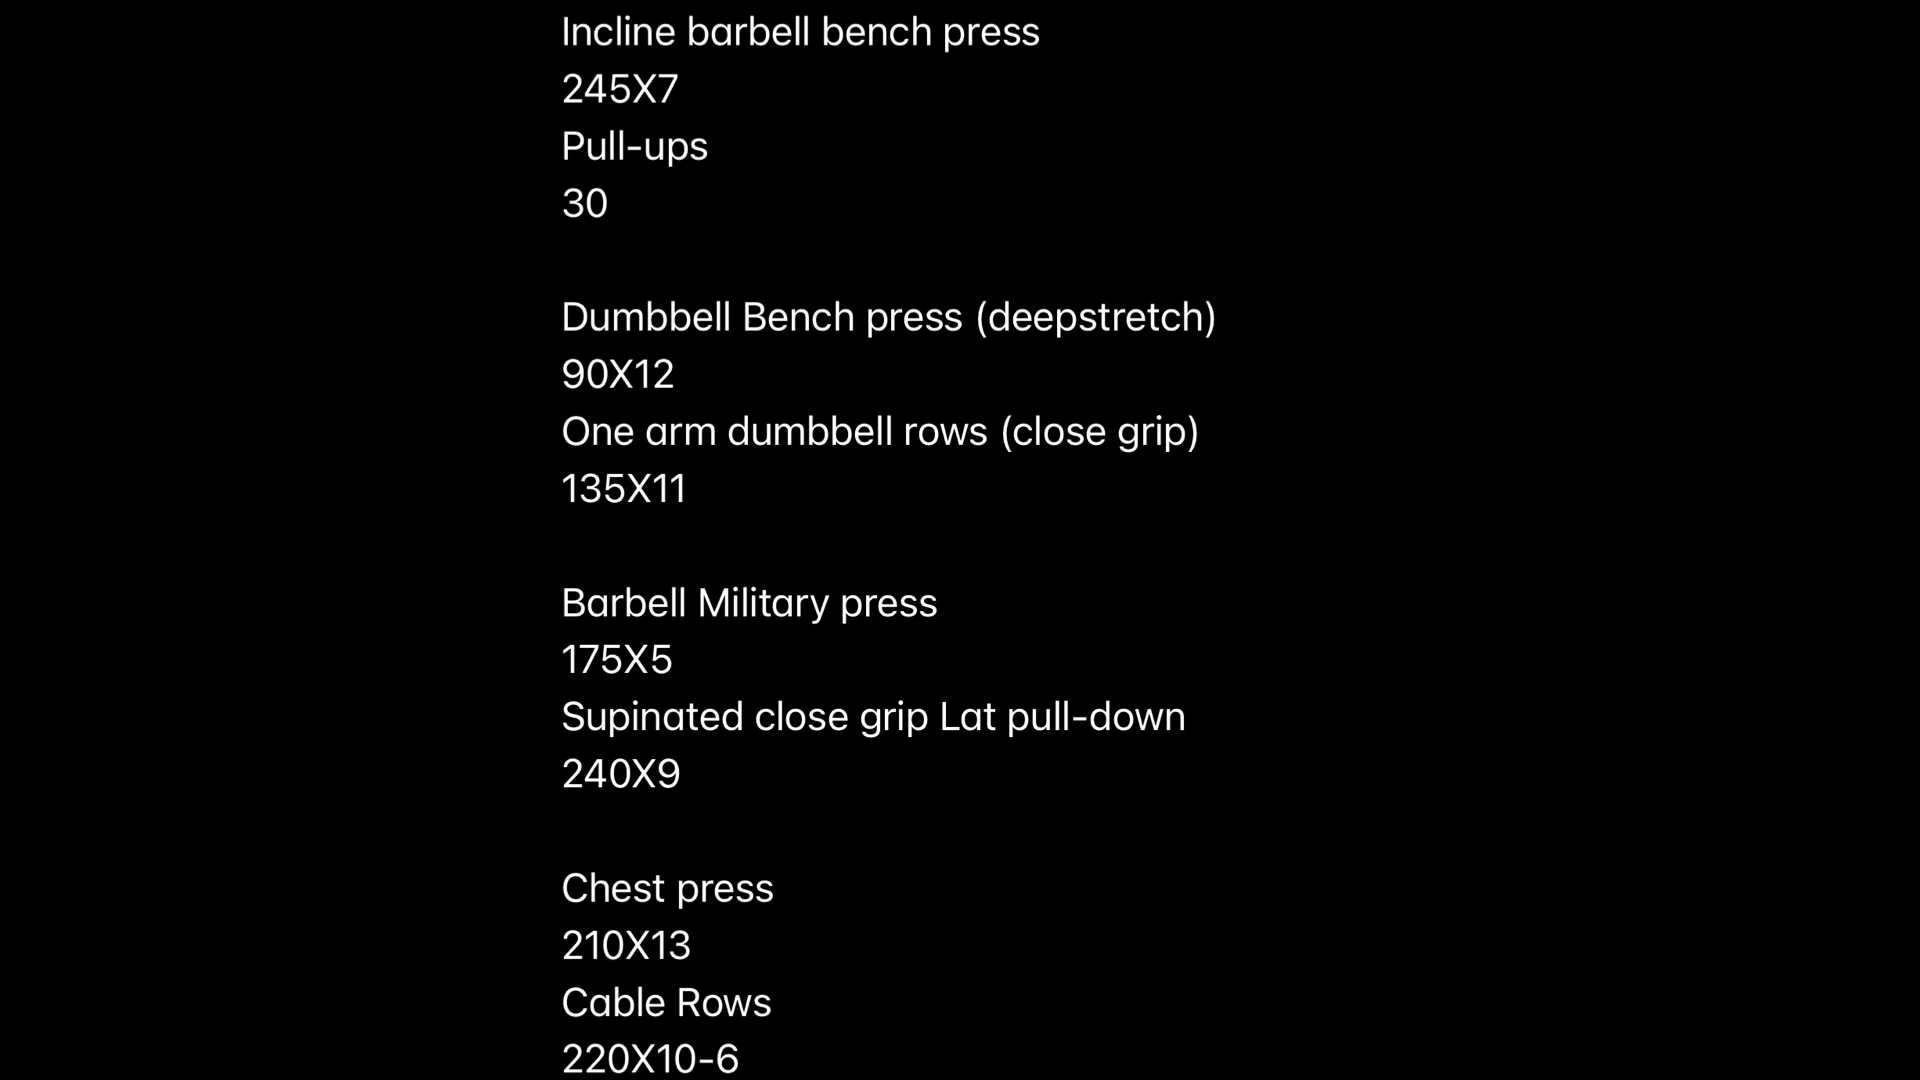 Incline barbell bench press
245X7
Pull-ups
30
Dumbbell Bench press (deepstretch)
90X12
One arm dumbbell rows (close grip)
135X11
Barbell Military press
175X5
Supinated close grip Lat pull-down
240X9
Chest press
210X13
Cable Rows
220X10-6